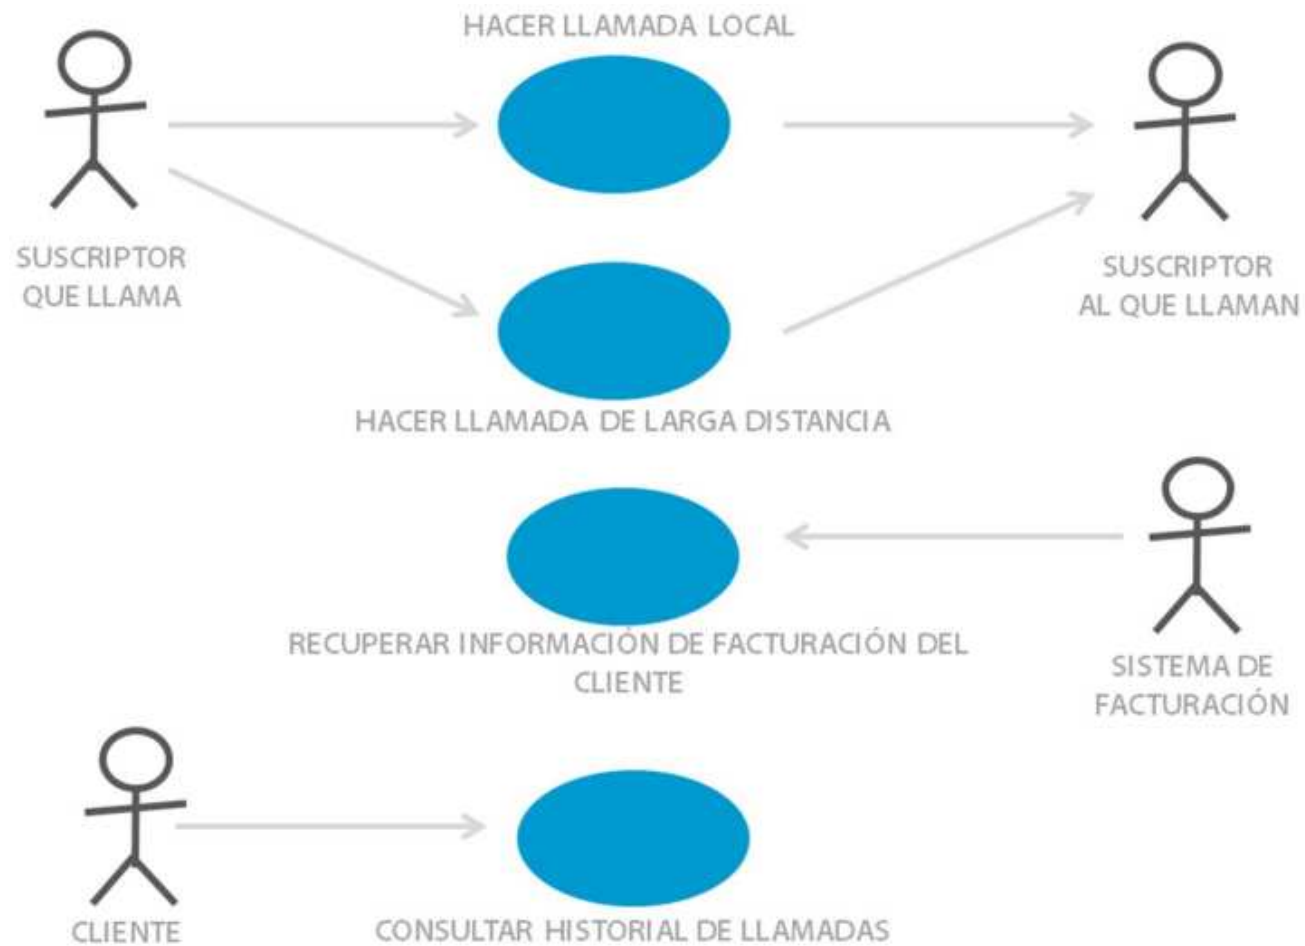 HACER LLAMADA LOCAL
SUSCRIPTOR
QUE LLAMA
SUSCRIPTOR
AL QUE LLAMAN
HACER LLAMADA DE LARGA DISTANCIA
RECUPERAR INFORMACIÓN DE FACTURACIÓN DEL
CLIENTE
SISTEMA DE
FACTURACIÓN
CLIENTE
CONSULTAR HISTORIAL DE LLAMADAS